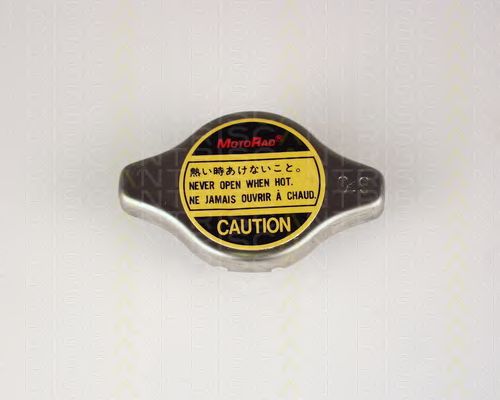 MOTORAD®
熱い時あけないこと。
NEVER OPEN WHEN HOT.
NE JAMAIS OUVRIR À CHAUD.
CAUTION
0.9